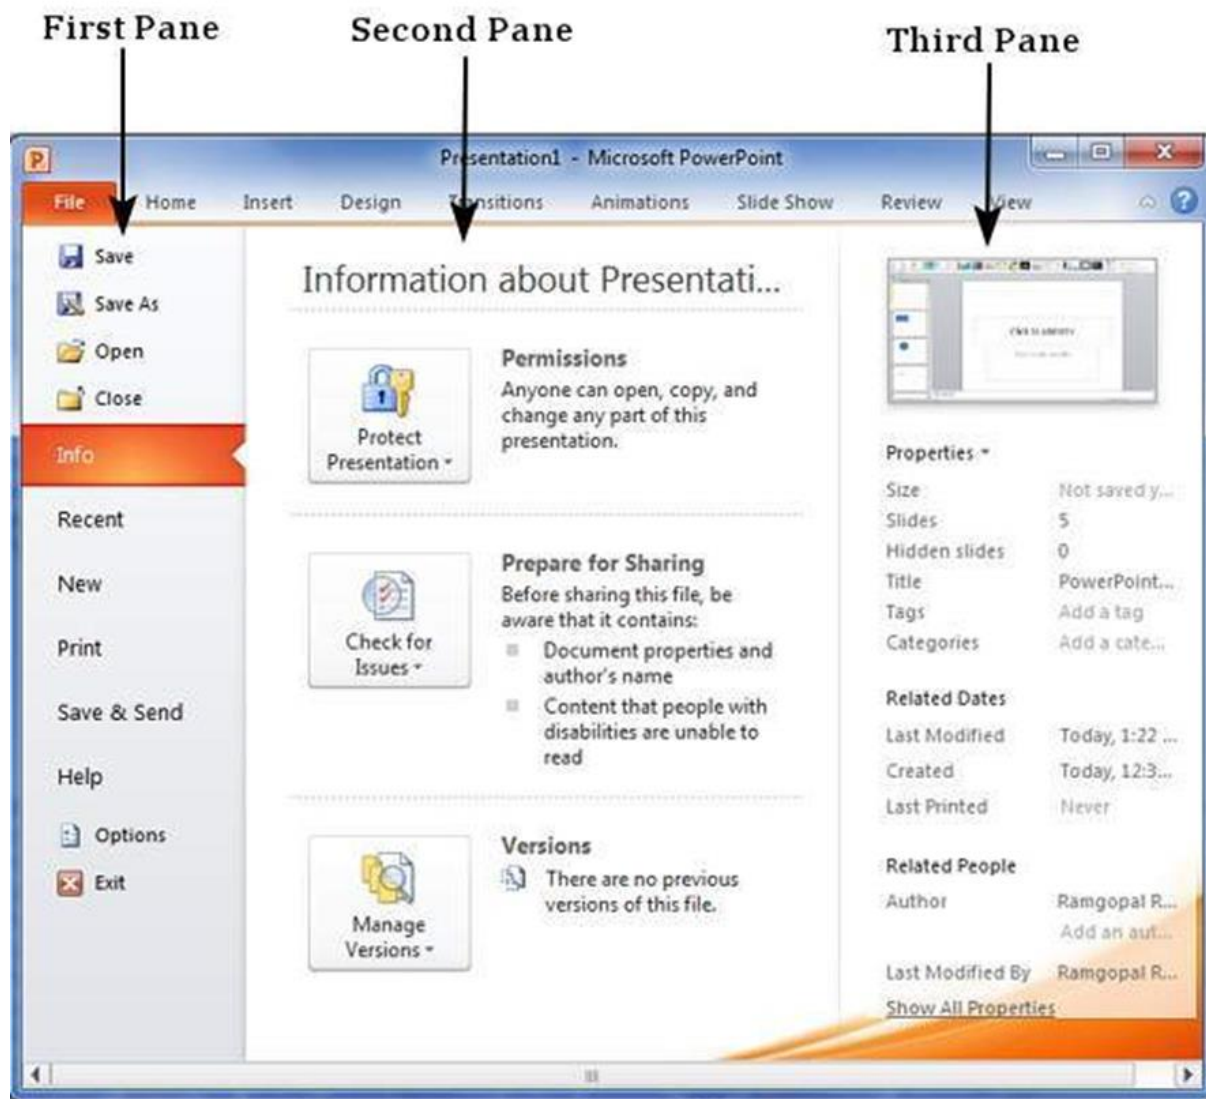 First Pane
Second Pane
Third Pane
Presentation1 - Microsoft PowerPoint
File Home Insert Design Transitions Animations Slide Show Review View
Save
Save As
Open
Close
Info
Recent
New
Print
Save & Send
Help
Options
Exit
Information about Presentati...
Protect
Presentation
Permissions
Anyone can open, copy, and
change any part of this
presentation.
Check for
Issues
Prepare for Sharing
Before sharing this file, be
aware that it contains:
Document properties and
author's name
Content that people with
disabilities are unable to
read
Manage
Versions
Versions
There are no previous
versions of this file.
Properties
Size Not saved y...
Slides 5
Hidden slides 0
Title PowerPoint...
Tags Add a tag
Categories Add a cate...
Related Dates
Last Modified Today, 1:22 ...
Created Today, 12:3...
Last Printed Never
Related People
Author Ramgopal R...
Add an aut...
Last Modified By Ramgopal R...
Show All Properties